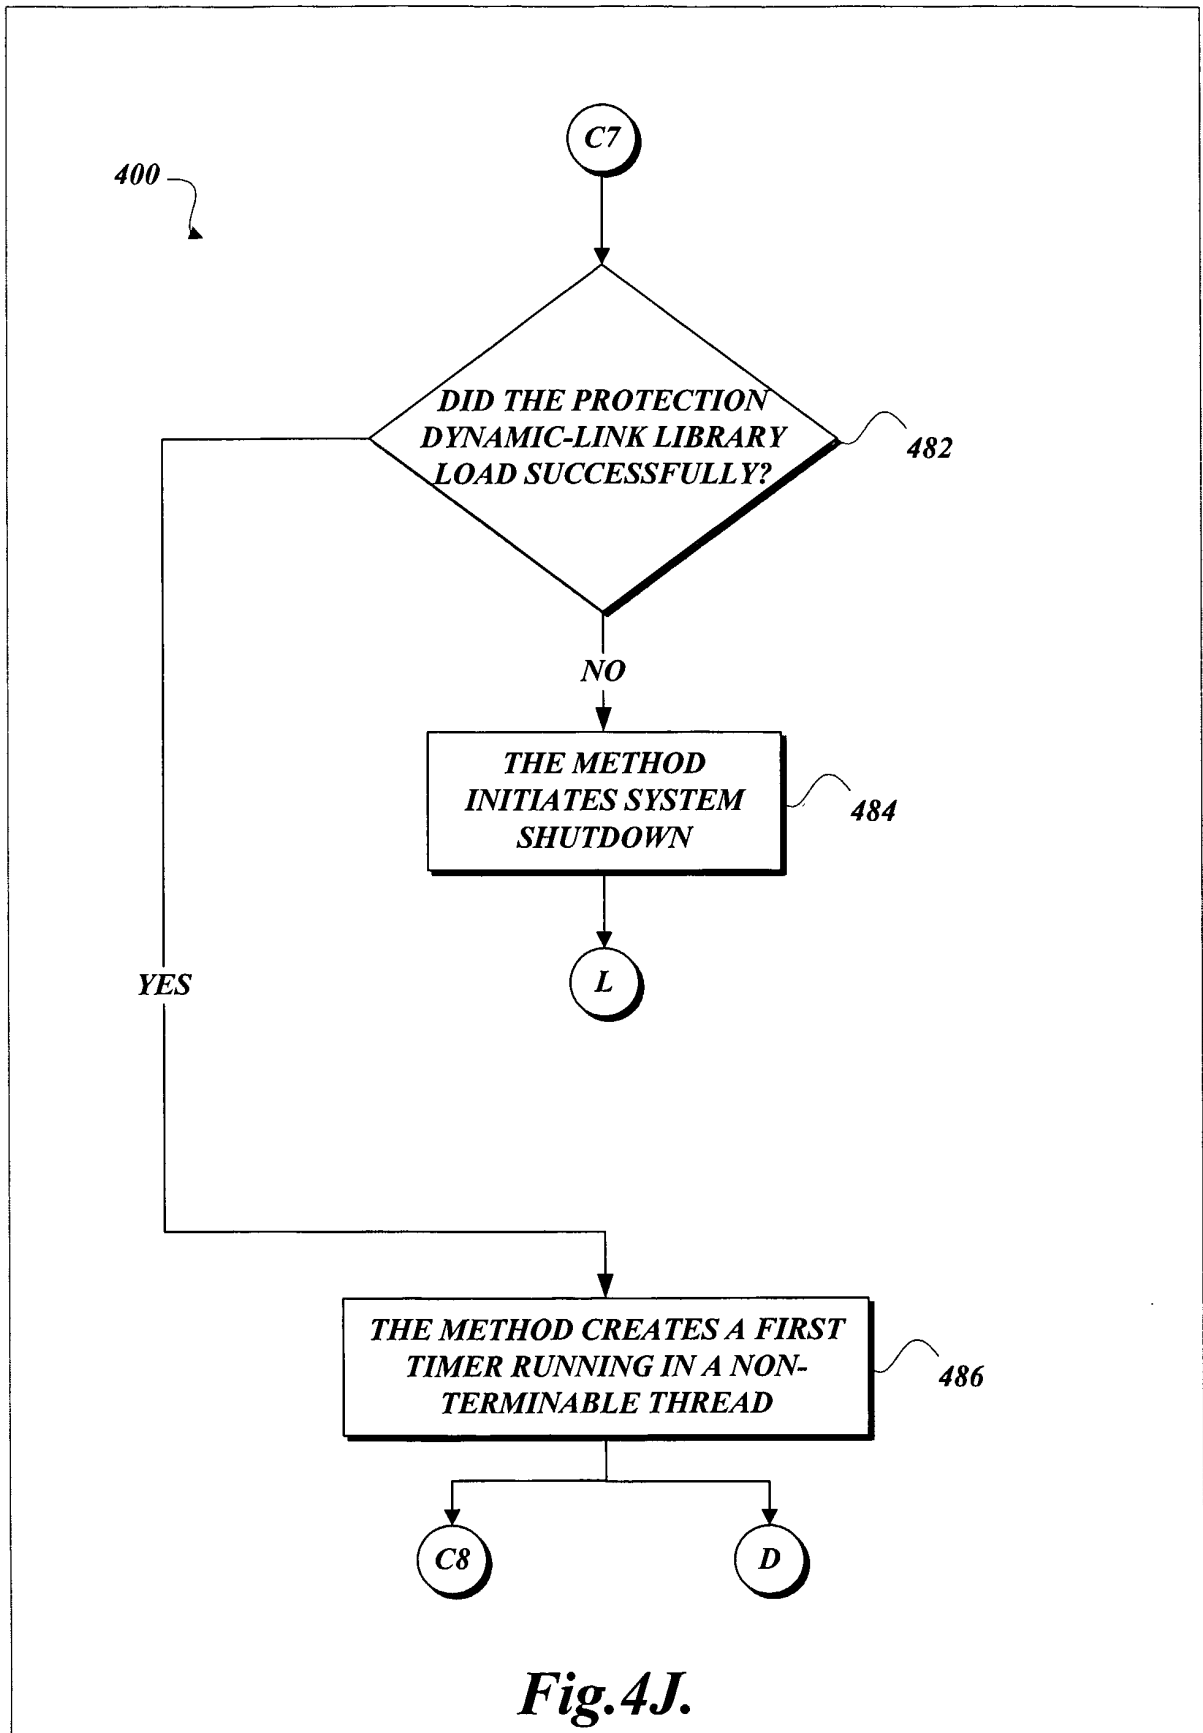 C7
400
DID THE PROTECTION
DYNAMIC-LINK LIBRARY
LOAD SUCCESSFULLY?
482
NO
THE METHOD
INITIATES SYSTEM
SHUTDOWN
484
L
YES
THE METHOD CREATES A FIRST
TIMER RUNNING IN A NON-
TERMINABLE THREAD
486
C8
D
Fig.4J.